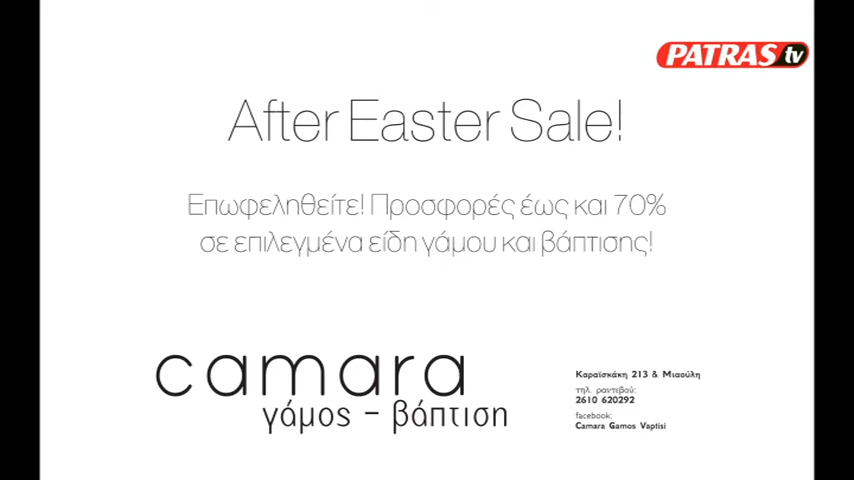 PATRAS tv
After Easter Sale!
Επωφεληθείτε! Προσφορές έως και 70%
σε επιλεγμένα είδη γάμου και βάπτισης!
camara
γάμος – βάπτιση
Καραϊσκάκη 213 & Μιαούλη
τηλ. ραντεβού:
2610 620292
facebook:
Camara Gamos Vaptisi